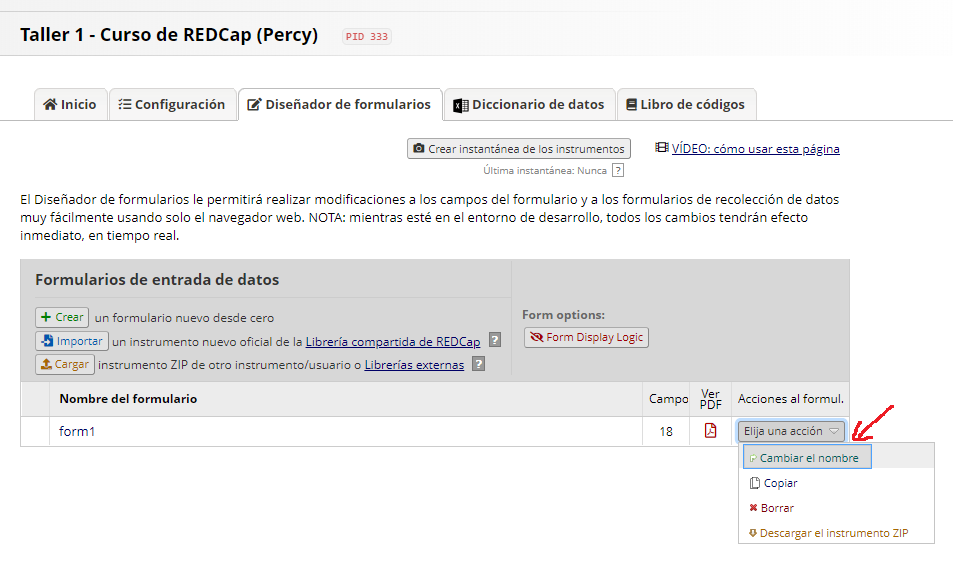 Taller 1 - Curso de REDCap (Percy) PID 333
Inicio Configuración Diseñador de formularios Diccionario de datos Libro de códigos
Crear instantánea de los instrumentos VÍDEO: cómo usar esta página
Última instantánea: Nunca ?
El Diseñador de formularios le permitirá realizar modificaciones a los campos del formulario y a los formularios de recolección de datos
muy fácilmente usando solo el navegador web. NOTA: mientras esté en el entorno de desarrollo, todos los cambios tendrán efecto
inmediato, en tiempo real.
Formularios de entrada de datos
+ Crear un formulario nuevo desde cero
Form options:
Importar un instrumento nuevo oficial de la Librería compartida de REDCap ?
Form Display Logic
Cargar instrumento ZIP de otro instrumento/usuario o Librerías externas ?
Nombre del formulario Campo Ver PDF Acciones al formul.
form1 18 Elija una acción
Cambiar el nombre
Copiar
Borrar
Descargar el instrumento ZIP